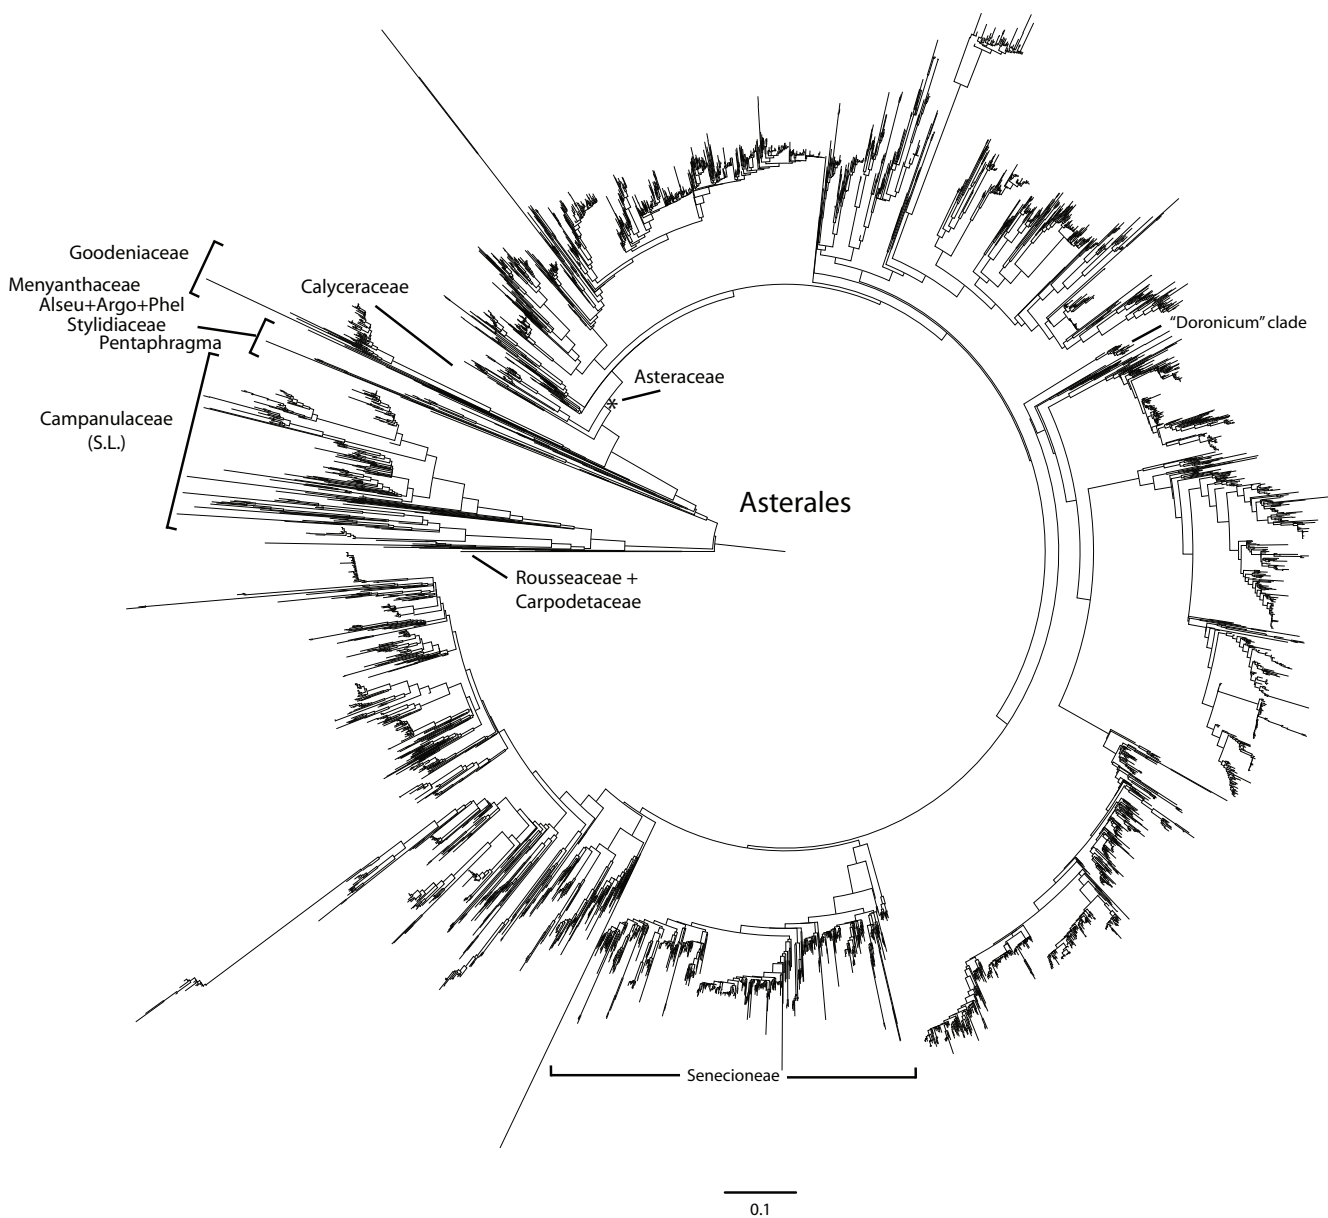 Goodeniaceae
Menyanthaceae
Alseu+Argo+Phel
Stylidiaceae
Pentaphragma
Calyceraceae
"Doronicum" clade
Asteraceae
*
Campanulaceae
(S.L.)
Asterales
Rousseaceae +
Carpodetaceae
Senecioneae
0.1